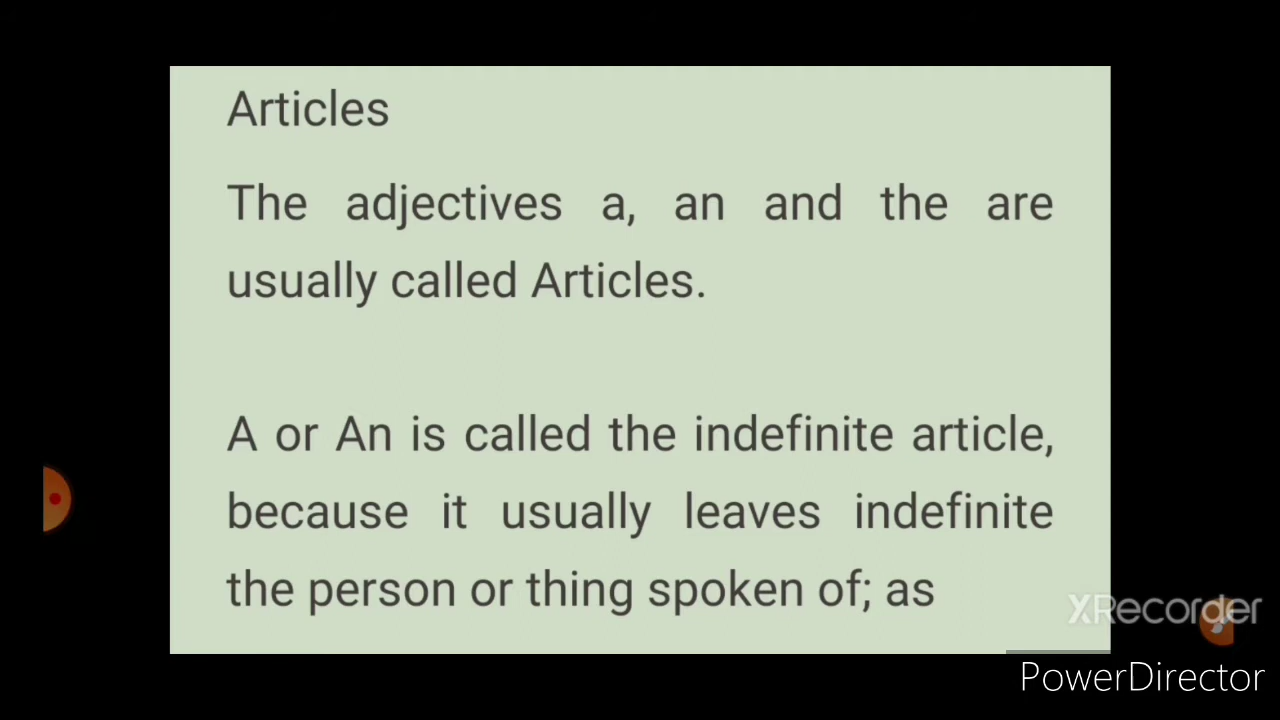 Articles
The adjectives a, an and the are
usually called Articles.
A or An is called the indefinite article,
because it usually leaves indefinite
the person or thing spoken of; as
XRecorder
PowerDirector